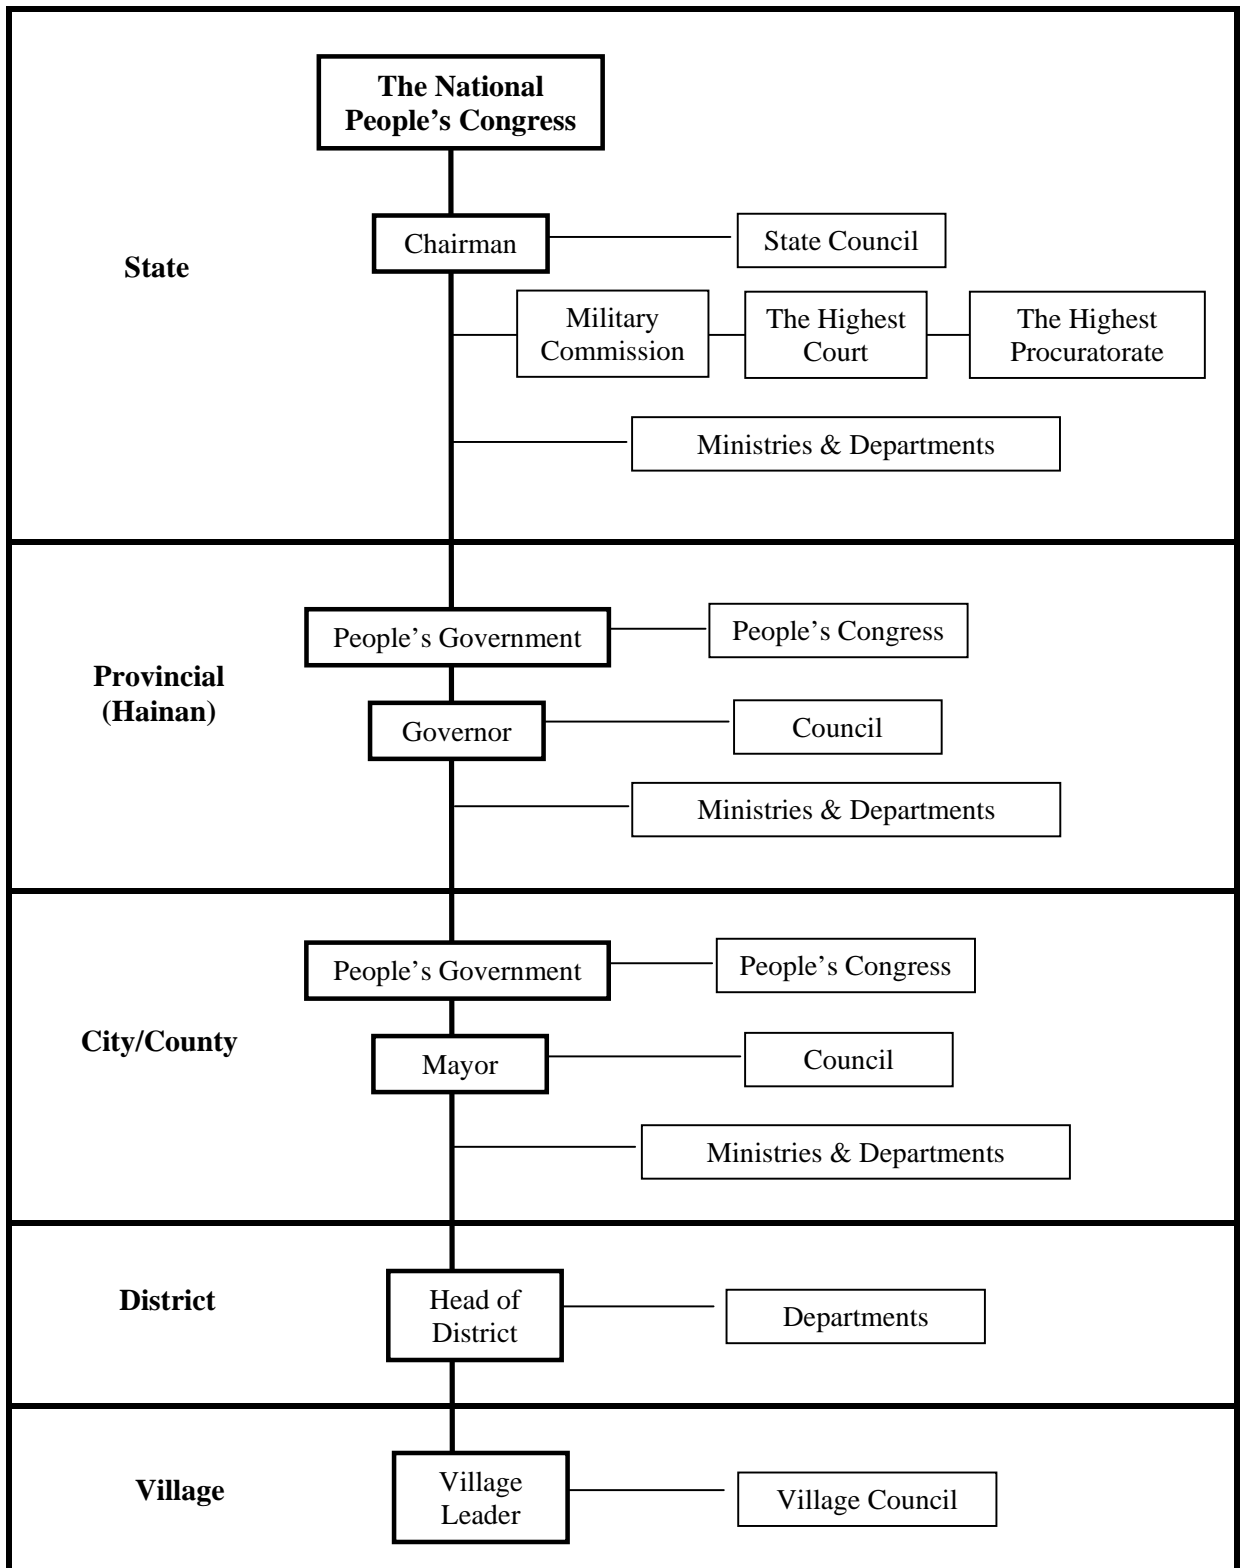 The National
People’s Congress
Chairman
State Council
State
Military
Commission
The Highest
Court
The Highest
Procuratorate
Ministries & Departments
People’s Government
People’s Congress
Provincial
(Hainan)
Governor
Council
Ministries & Departments
People’s Government
People’s Congress
City/County
Mayor
Council
Ministries & Departments
District
Head of
District
Departments
Village
Village
Leader
Village Council